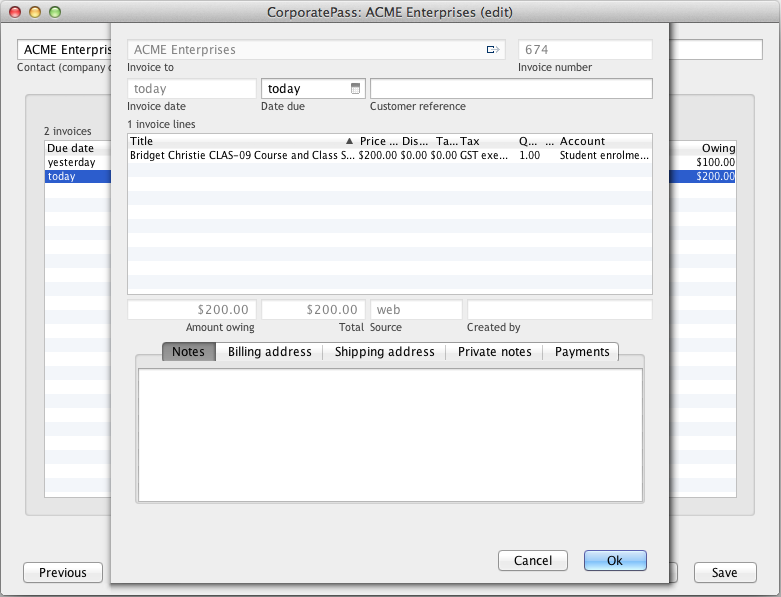 CorporatePass: ACME Enterprises (edit)
ACME Enterpris
Contact (company o
ACME Enterprises
Invoice to
674
Invoice number
today
Invoice date
today
Date due
Customer reference
1 invoice lines
2 invoices
Title Price ... Dis... Ta... Tax Q... ... Account
Bridget Christie CLAS-09 Course and Class S... $200.00 $0.00 $0.00 GST exe... 1.00 Student enrolme...
Due date Owing
yesterday $100.00
today $200.00
$200.00
Amount owing
$200.00
Total
web
Source
Created by
Notes Billing address Shipping address Private notes Payments
Cancel Ok
Previous Save